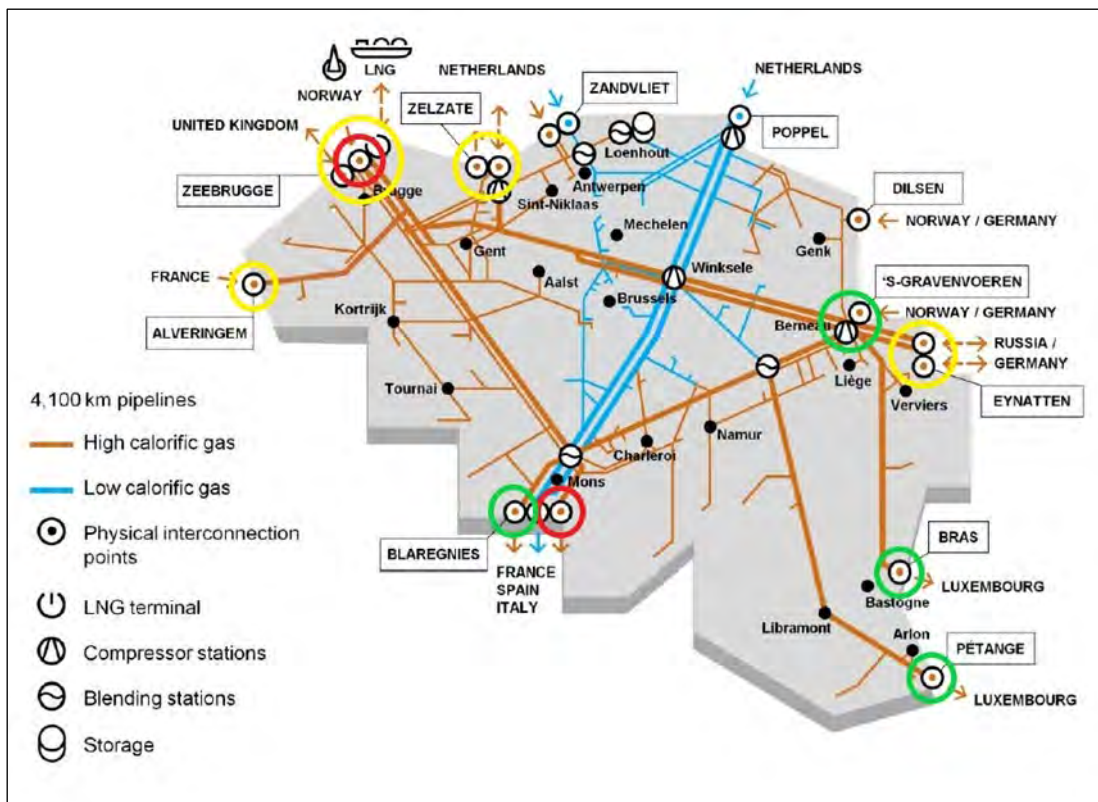 LNG
NORWAY
NETHERLANDS
NETHERLANDS
ZANDVLIET
ZELZATE
UNITED KINGDOM
POPPEL
Loenhout
ZEEBRUGGE
Brugge
Antwerpen
Sint-Niklaas
DILSEN
NORWAY / GERMANY
Mechelen
Genk
Gent
Winksele
'S-GRAVENVOEREN
FRANCE
Aalst
Brussels
NORWAY / GERMANY
ALVERINGEM
Kortrijk
Berneau
RUSSIA /
GERMANY
Liège
EYNATTEN
Tournai
Verviers
4,100 km pipelines
High calorific gas
Namur
Charleroi
Mons
Low calorific gas
Physical interconnection
points
BLAREGNIES
FRANCE
SPAIN
ITALY
BRAS
LUXEMBOURG
Bastogne
LNG terminal
Libramont
Arlon
PÉTANGE
Compressor stations
LUXEMBOURG
Blending stations
Storage